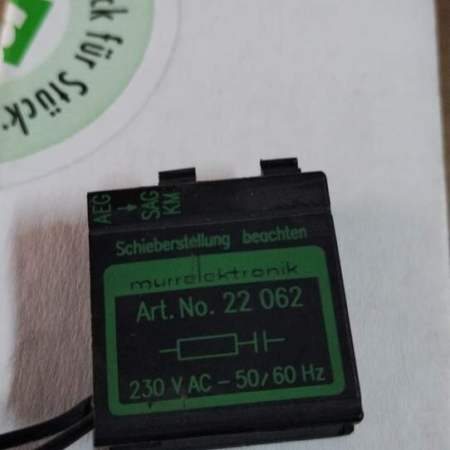 ck für Stück.
AEG → SAG
KM
Schieberstellung beachten
murrelektronik
Art. No. 22 062
230 V AC - 50/60 Hz